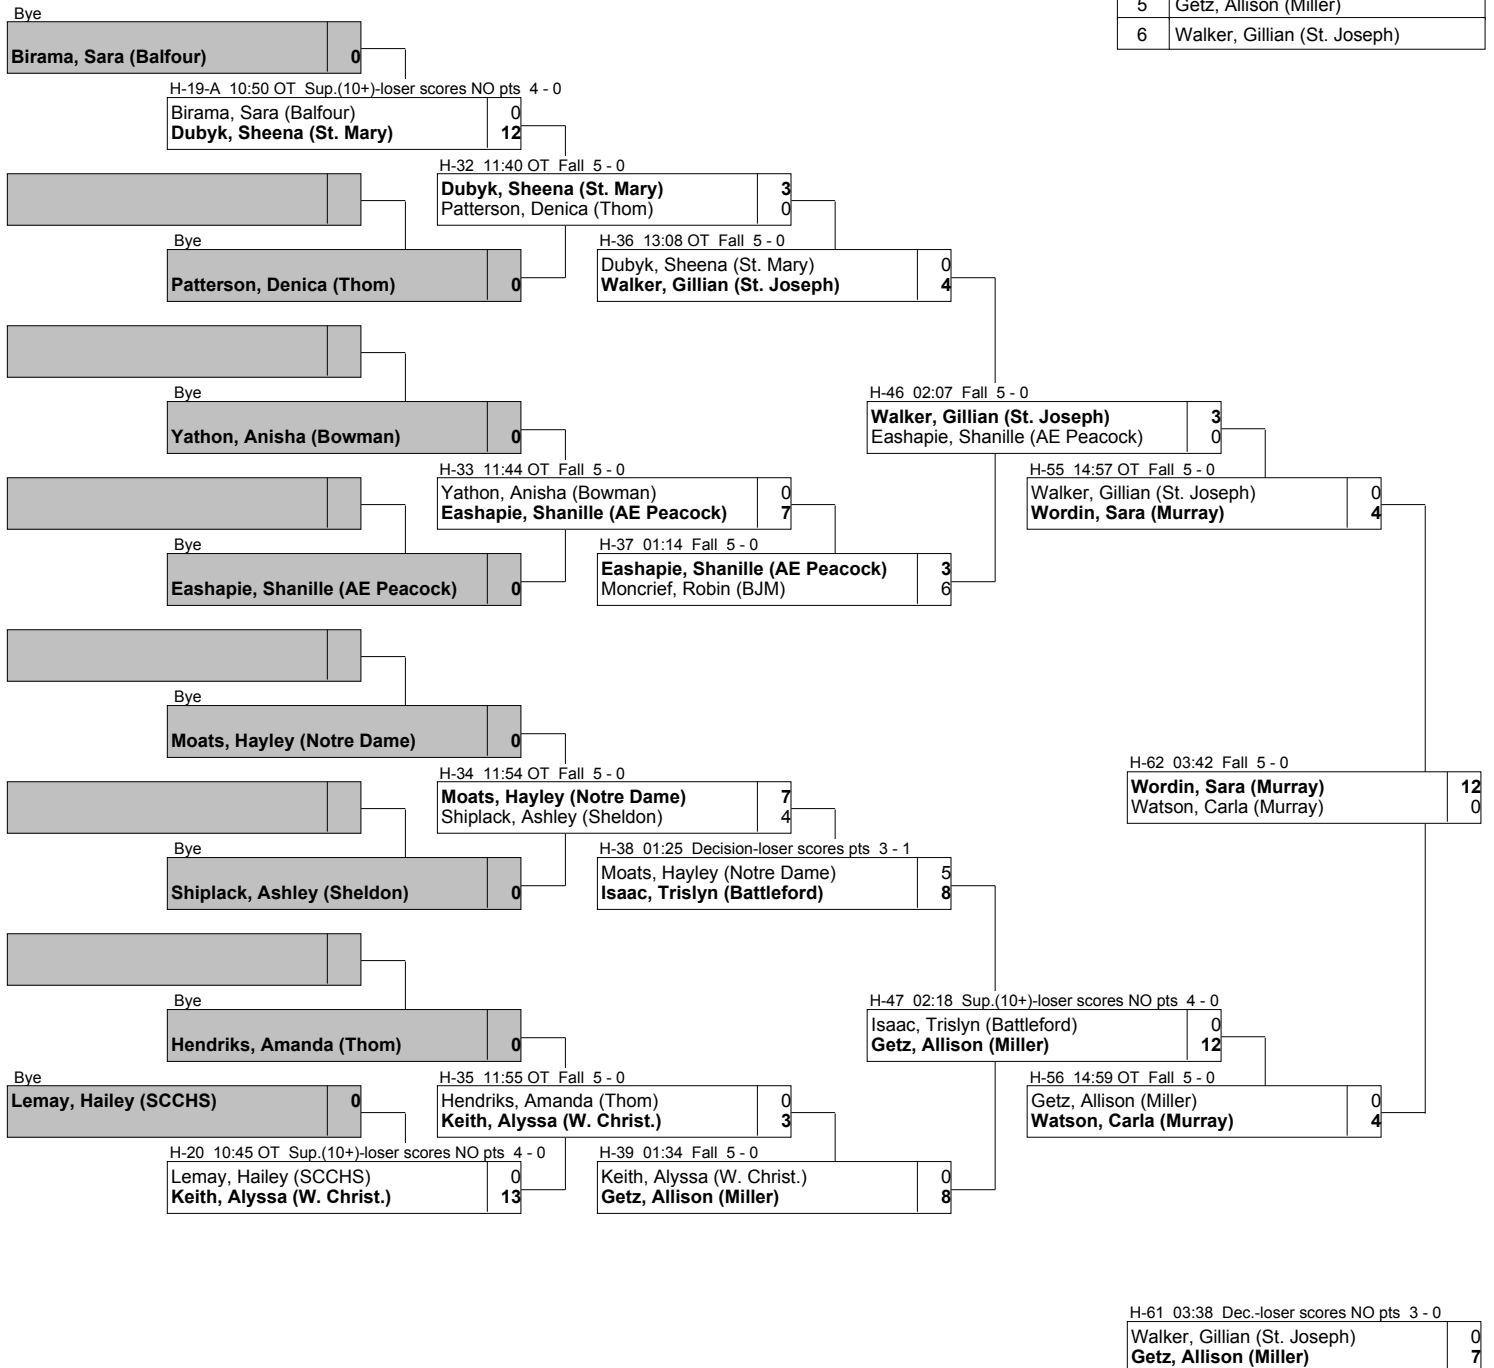 5 Getz, Allison (Miller)
6 Walker, Gillian (St. Joseph)
Bye
Birama, Sara (Balfour) 0
H-19-A 10:50 OT Sup.(10+)-loser scores NO pts 4 - 0
Birama, Sara (Balfour) 0
Dubyk, Sheena (St. Mary) 12
H-32 11:40 OT Fall 5 - 0
Dubyk, Sheena (St. Mary) 3
Patterson, Denica (Thom) 0
Bye
Patterson, Denica (Thom) 0
H-36 13:08 OT Fall 5 - 0
Dubyk, Sheena (St. Mary) 0
Walker, Gillian (St. Joseph) 4
Bye
Yathon, Anisha (Bowman) 0
H-46 02:07 Fall 5 - 0
Walker, Gillian (St. Joseph) 3
Eashapie, Shanille (AE Peacock) 0
H-33 11:44 OT Fall 5 - 0
Yathon, Anisha (Bowman) 0
Eashapie, Shanille (AE Peacock) 7
H-55 14:57 OT Fall 5 - 0
Walker, Gillian (St. Joseph) 0
Wordin, Sara (Murray) 4
Bye
Eashapie, Shanille (AE Peacock) 0
H-37 01:14 Fall 5 - 0
Eashapie, Shanille (AE Peacock) 3
Moncrief, Robin (BJM) 6
Bye
Moats, Hayley (Notre Dame) 0
H-34 11:54 OT Fall 5 - 0
Moats, Hayley (Notre Dame) 7
Shiplack, Ashley (Sheldon) 4
H-62 03:42 Fall 5 - 0
Wordin, Sara (Murray) 12
Watson, Carla (Murray) 0
Bye
Shiplack, Ashley (Sheldon) 0
H-38 01:25 Decision-loser scores pts 3 - 1
Moats, Hayley (Notre Dame) 5
Isaac, Trislyn (Battleford) 8
Bye
Hendriks, Amanda (Thom) 0
H-47 02:18 Sup.(10+)-loser scores NO pts 4 - 0
Isaac, Trislyn (Battleford) 0
Getz, Allison (Miller) 12
Bye
Lemay, Hailey (SCCHS) 0
H-35 11:55 OT Fall 5 - 0
Hendriks, Amanda (Thom) 0
Keith, Alyssa (W. Christ.) 3
H-56 14:59 OT Fall 5 - 0
Getz, Allison (Miller) 0
Watson, Carla (Murray) 4
H-20 10:45 OT Sup.(10+)-loser scores NO pts 4 - 0
Lemay, Hailey (SCCHS) 0
Keith, Alyssa (W. Christ.) 13
H-39 01:34 Fall 5 - 0
Keith, Alyssa (W. Christ.) 0
Getz, Allison (Miller) 8
H-61 03:38 Dec.-loser scores NO pts 3 - 0
Walker, Gillian (St. Joseph) 0
Getz, Allison (Miller) 7